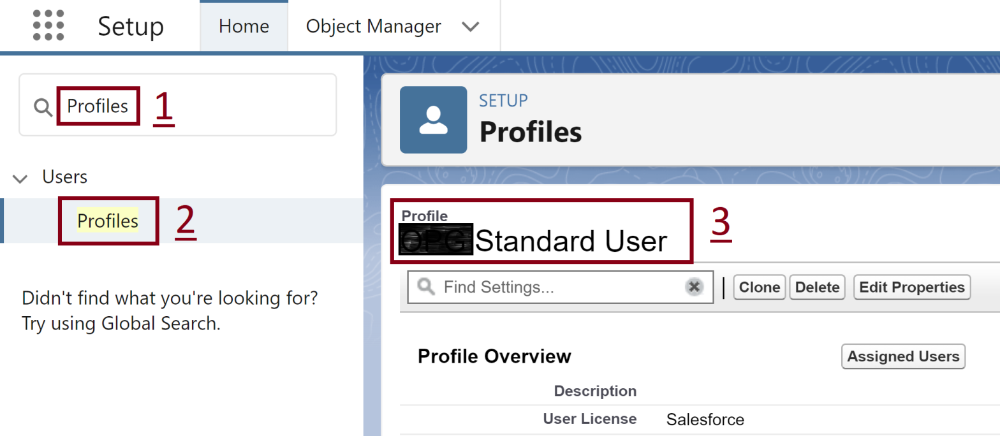 Setup
Home
Object Manager
Profiles
1
Users
Profiles
2
Didn't find what you're looking for?
Try using Global Search.
SETUP
Profiles
Profile
Standard User
3
Find Settings...
Clone
Delete
Edit Properties
Profile Overview
Assigned Users
Description
User License Salesforce